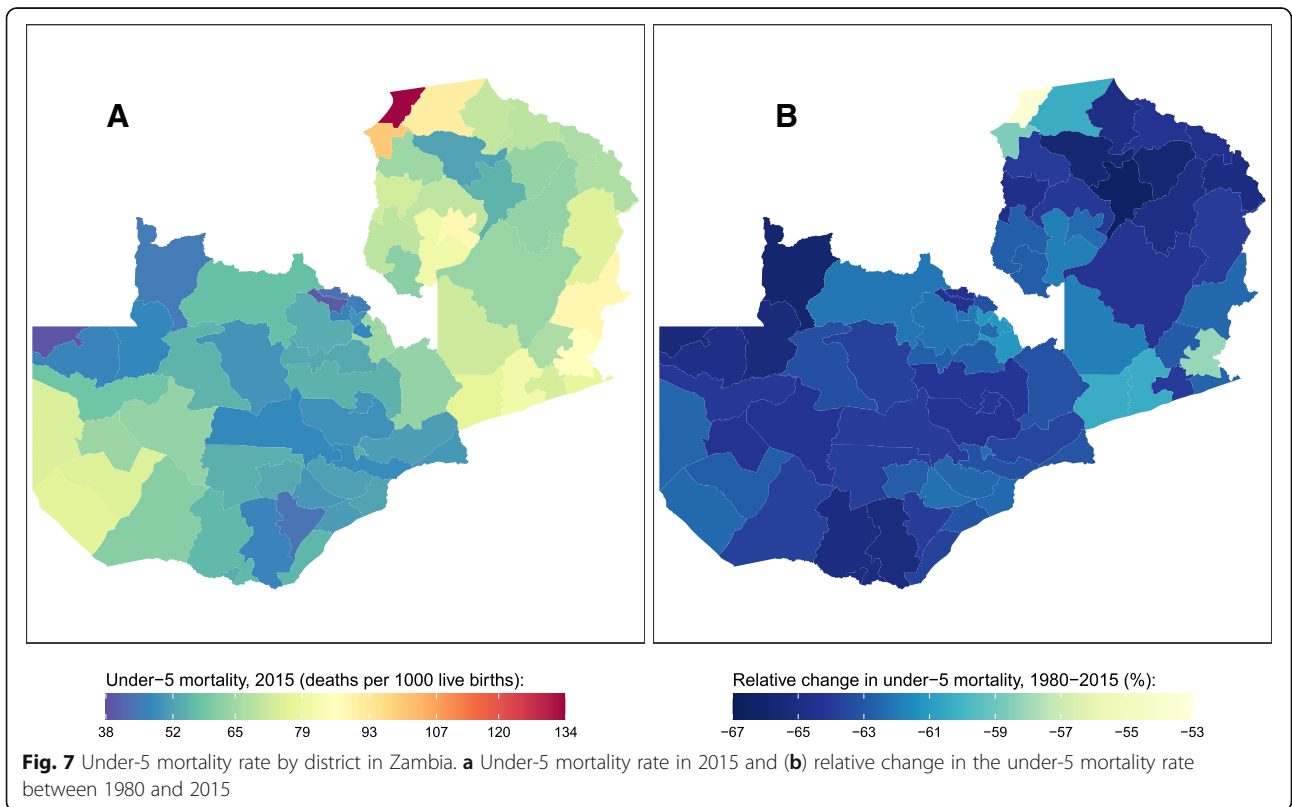 A
B
Under−5 mortality, 2015 (deaths per 1000 live births):
38 52 65 79 93 107 120 134
Relative change in under−5 mortality, 1980−2015 (%):
−67 −65 −63 −61 −59 −57 −55 −53
Fig. 7 Under-5 mortality rate by district in Zambia. a Under-5 mortality rate in 2015 and (b) relative change in the under-5 mortality rate
between 1980 and 2015